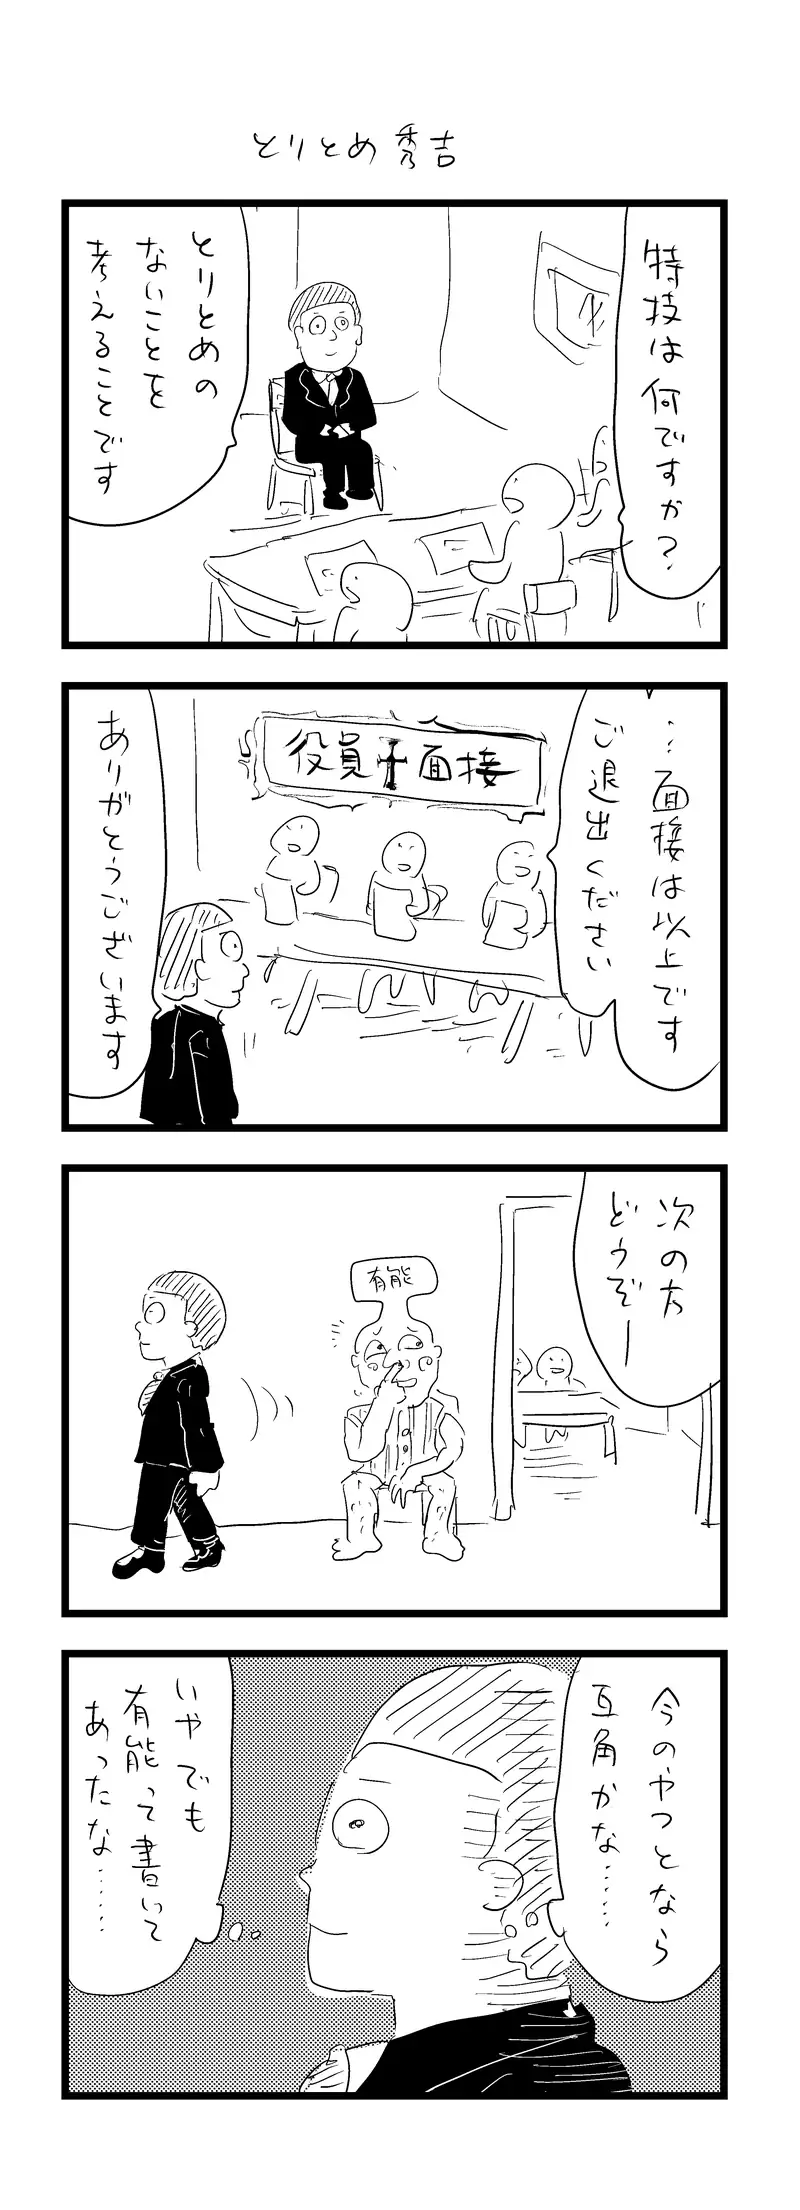 とりとめ秀吉
特技は何ですか?
とりとめの
ないことを
考えることです
…面接は以上です
ご退出ください
役員†面接
ありがとうございます
次の方
どうぞー
有能
今のやつとなら
互角かな……
いやでも
有能って書いて
あったな……